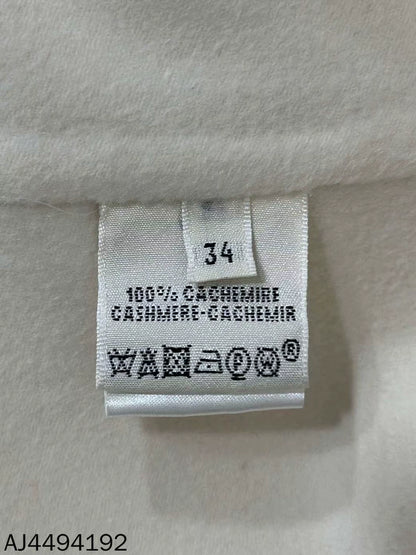 34
100% CACHEMIRE
CASHMERE-CACHEMIR
P W ®
AJ4494192